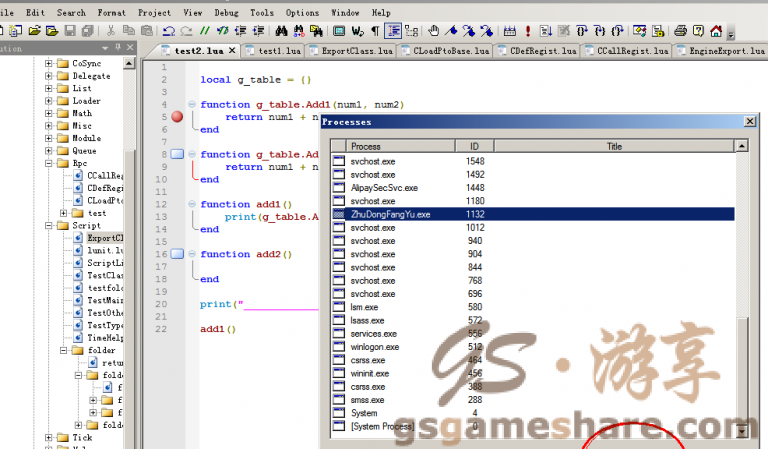 File Edit Search Format Project View Debug Tools Options Window Help
test2.lua test1.lua ExportClass.lua CLoadPtoBase.lua CDefRegist.lua CCallRegist.lua EngineExport.lua
CoSync
Delegate
List
Loader
Math
Misc
Module
Queue
Rpc
CCallRe
CDefReg
CLoadPt
test
Script
ExportCl
lunit.lu
ScriptLi
TestClas
testfold
TestMai
TestOthe
TestType
TimeHelp
folder
retu
folde
f
f
f
folde
Tick
1
2 local g_table = {}
3
4 function g_table.Add1(num1, num2)
5 return num1 + n
6 end
7
8 function g_table.Ad
9 return num1 + n
10 end
11
12 function add1()
13 print(g_table.A
14 end
15
16 function add2()
17
18 end
19
20 print("
21
22 add1()
Processes
Process ID Title
svchost.exe 1548
svchost.exe 1492
AlipaySecSvc.exe 1448
svchost.exe 1180
ZhuDongFangYu.exe 1132
svchost.exe 1012
svchost.exe 940
svchost.exe 904
svchost.exe 844
svchost.exe 768
svchost.exe 696
lsm.exe 580
lsass.exe 572
services.exe 556
winlogon.exe 512
csrss.exe 464
wininit.exe 456
csrss.exe 388
smss.exe 288
System 4
[System Process] 0
GS·游享
gsgameshare.com